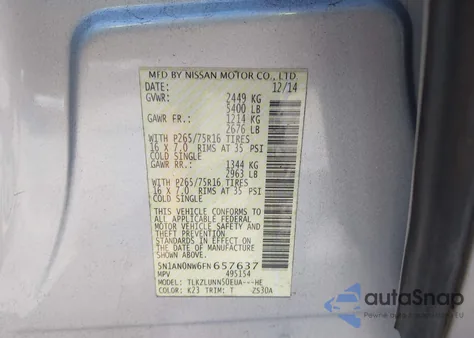 MFD BY NISSAN MOTOR CO., LTD
DATE: 12/14
GVWR: 2449 KG
5400 LB
GAWR FR.: 1214 KG
2676 LB
WITH P265/75R16 TIRES
16 X 7.0 RIMS AT 35 PSI
COLD SINGLE
GAWR RR.: 1344 KG
2963 LB
WITH P265/75R16 TIRES
16 X 7.0 RIMS AT 35 PSI
COLD SINGLE
THIS VEHICLE CONFORMS TO
ALL APPLICABLE FEDERAL
MOTOR VEHICLE SAFETY AND
THEFT PREVENTION
STANDARDS IN EFFECT ON
THE DATE OF MANUFACTURE
SHOWN ABOVE.
5N1AN0NW6FN657637
MPV 495154
MODEL: TLKZLUNN50EUA---HE
COLOR: K23 TRIM: T ZS30A
autoSnap
Pewne auto z